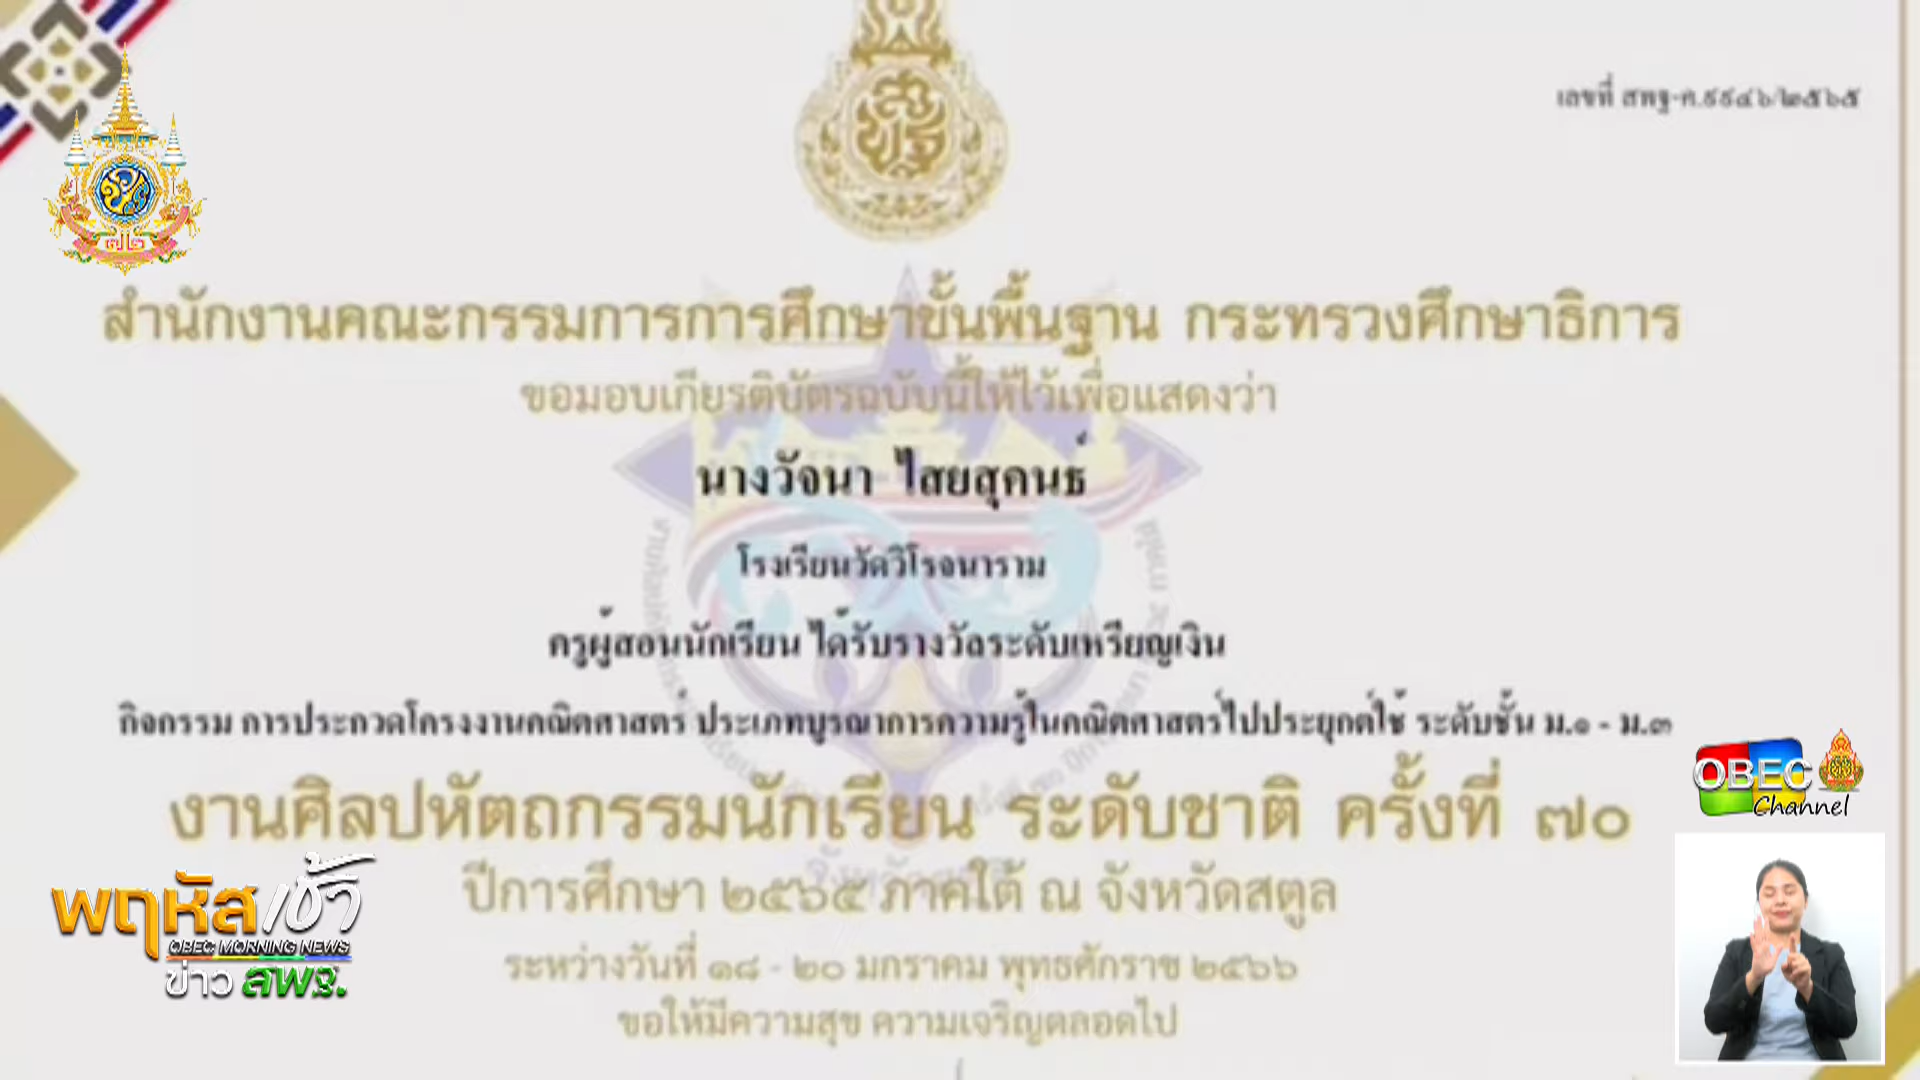 เลขที่ สพฐ-ค.๙๙๔๖/๒๕๖๕
สำนักงานคณะกรรมการการศึกษาขั้นพื้นฐาน กระทรวงศึกษาธิการ
ขอมอบเกียรติบัตรฉบับนี้ให้ไว้เพื่อแสดงว่า
นางวัจนา ไสยสุคนธ์
โรงเรียนวัดวิโรจนาราม
ครูผู้สอนนักเรียน ได้รับรางวัลระดับเหรียญเงิน
กิจกรรม การประกวดโครงงานคณิตศาสตร์ ประเภทบูรณาการความรู้ในคณิตศาสตร์ไปประยุกต์ใช้ ระดับชั้น ม.๑ - ม.๓
งานศิลปหัตถกรรมนักเรียน ระดับชาติ ครั้งที่ ๗๐
ปีการศึกษา ๒๕๖๕ ภาคใต้ ณ จังหวัดสตูล
ระหว่างวันที่ ๑๘ - ๒๐ มกราคม พุทธศักราช ๒๕๖๖
ขอให้มีความสุข ความเจริญตลอดไป
๗๒
OBEC
Channel
พฤหัสเช้า
OBEC MORNING NEWS
ข่าว สพฐ.